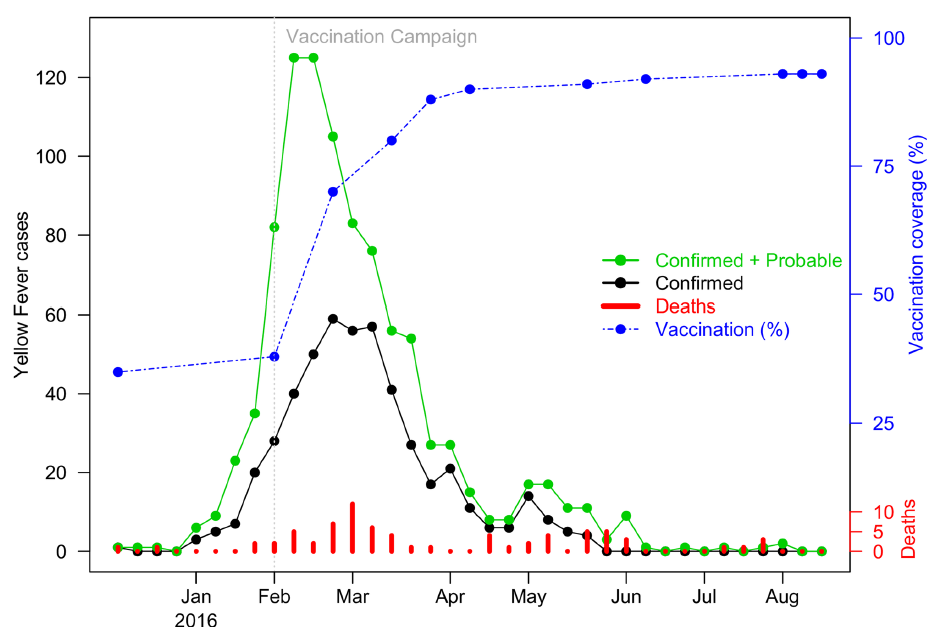 Vaccination Campaign
Yellow Fever cases
120
100
80
60
40
20
0
100
75
50
25
Vaccination coverage (%)
10
5
0
Deaths
Confirmed + Probable
Confirmed
Deaths
Vaccination (%)
Jan Feb Mar Apr May Jun Jul Aug
2016